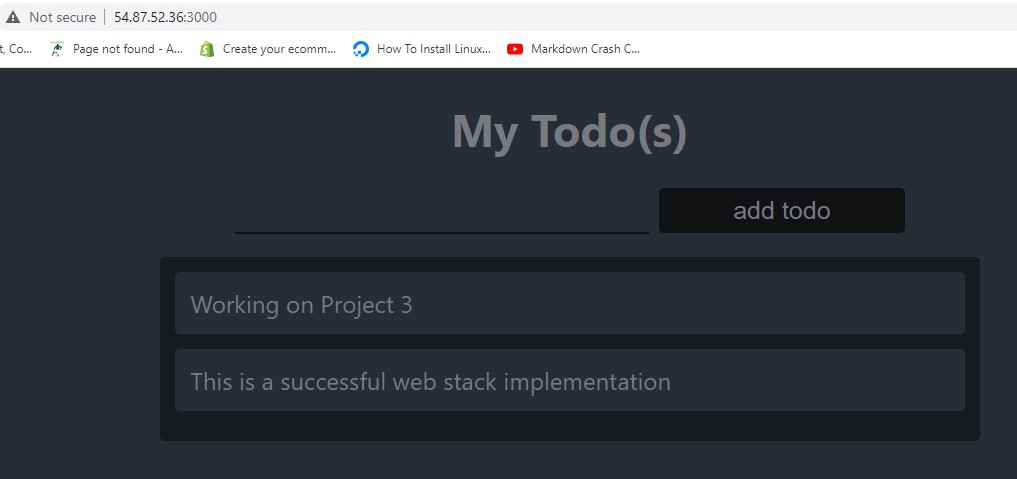 Not secure | 54.87.52.36:3000
t, Co... Page not found - A... Create your ecomm... How To Install Linux... Markdown Crash C...
My Todo(s)
add todo
Working on Project 3
This is a successful web stack implementation